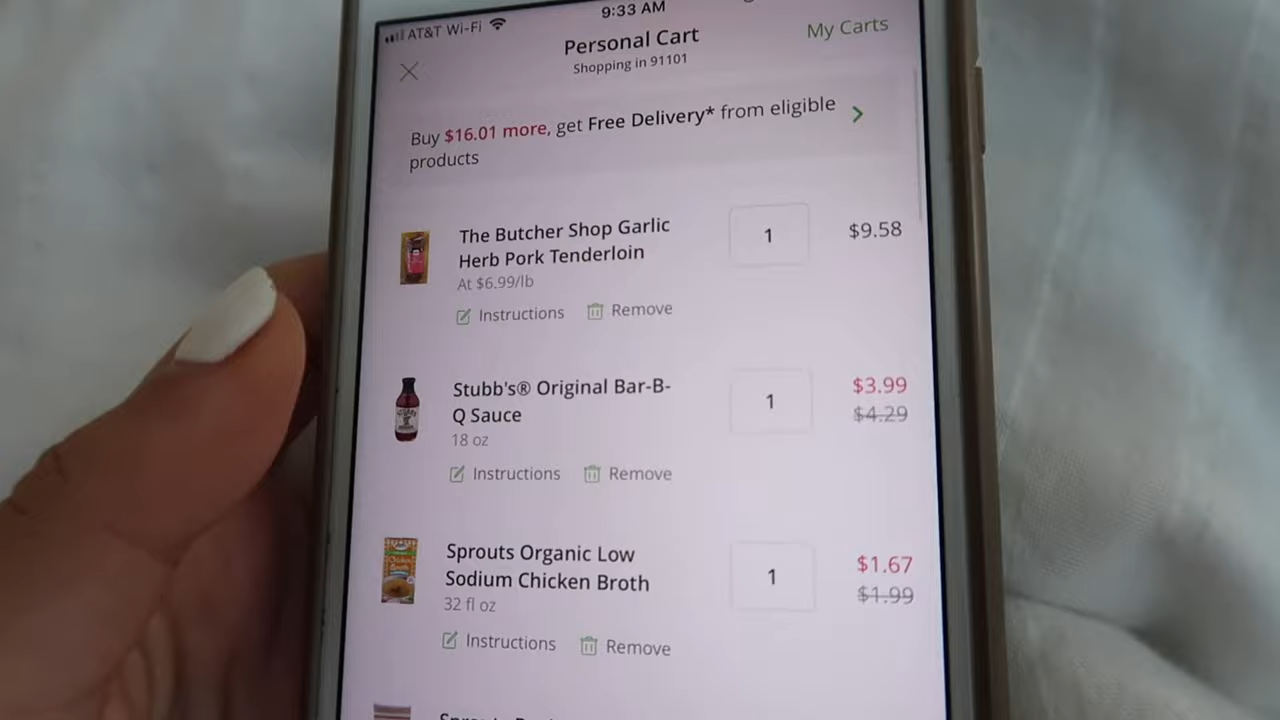 AT&T Wi-Fi
9:33 AM
Personal Cart
My Carts
Shopping in 91101
Buy $16.01 more, get Free Delivery* from eligible
products
The Butcher Shop Garlic
Herb Pork Tenderloin
At $6.99/lb
1
$9.58
Instructions
Remove
Stubb's® Original Bar-B-
Q Sauce
18 oz
1
$3.99
$4.29
Instructions
Remove
Sprouts Organic Low
Sodium Chicken Broth
32 fl oz
1
$1.67
$1.99
Instructions
Remove